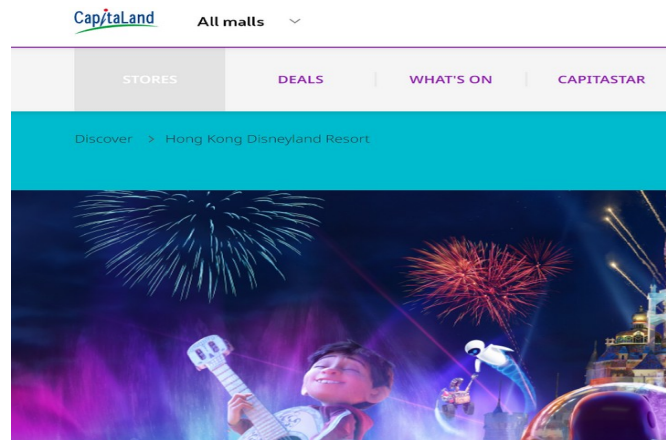 CapitaLand
All malls
STORES DEALS WHAT'S ON CAPITASTAR
Discover > Hong Kong Disneyland Resort